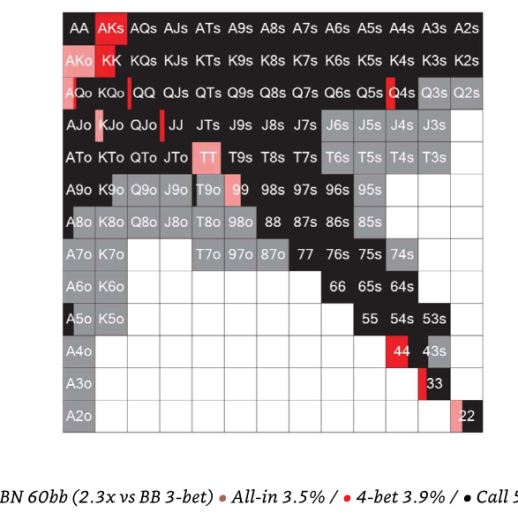 AA AKs AQs AJs ATs A9s A8s A7s A6s A5s A4s A3s A2s
AKo KK KQs KJs KTs K9s K8s K7s K6s K5s K4s K3s K2s
AQo KQo QQ QJs QTs Q9s Q8s Q7s Q6s Q5s Q4s Q3s Q2s
AJo KJo QJo JJ JTs J9s J8s J7s J6s J5s J4s J3s
ATo KTo QTo JTo TT T9s T8s T7s T6s T5s T4s T3s
A9o K9o Q9o J9o T9o 99 98s 97s 96s 95s
A8o K8o Q8o J8o T8o 98o 88 87s 86s 85s
A7o K7o T7o 97o 87o 77 76s 75s 74s
A6o K6o 66 65s 64s
A5o K5o 55 54s 53s
A4o 44 43s
A3o 33
A2o 22
BN 60bb (2.3x vs BB 3-bet) • All-in 3.5% / • 4-bet 3.9% / • Call 5